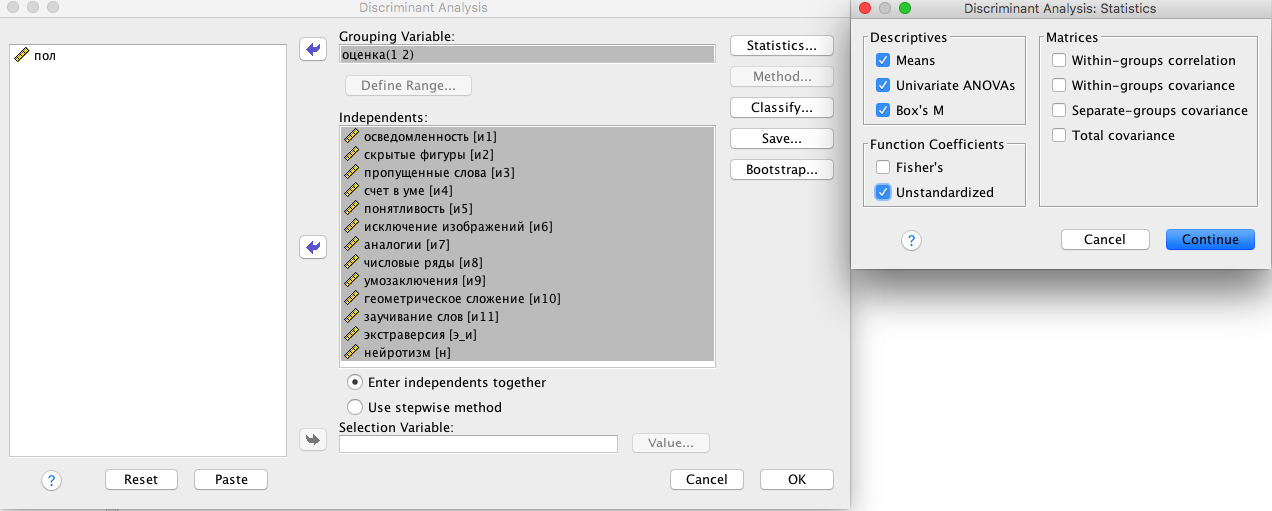 Discriminant Analysis
пол
Grouping Variable:
оценка(1 2)
Define Range...
Independents:
осведомленность [и1]
скрытые фигуры [и2]
пропущенные слова [и3]
счет в уме [и4]
понятливость [и5]
исключение изображений [и6]
аналогии [и7]
числовые ряды [и8]
умозаключения [и9]
геометрическое сложение [и10]
заучивание слов [и11]
экстраверсия [э_и]
нейротизм [н]
Enter independents together
Use stepwise method
Selection Variable:
Value...
Statistics...
Method...
Classify...
Save...
Bootstrap...
?
Reset
Paste
Cancel
OK
Discriminant Analysis: Statistics
Descriptives
Means
Univariate ANOVAs
Box's M
Function Coefficients
Fisher's
Unstandardized
Matrices
Within-groups correlation
Within-groups covariance
Separate-groups covariance
Total covariance
?
Cancel
Continue